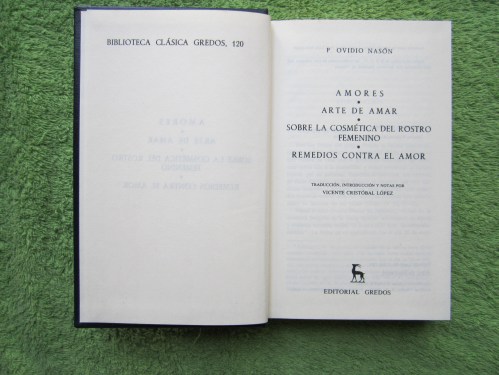 BIBLIOTECA CLÁSICA GREDOS, 120
P. OVIDIO NASÓN
AMORES
•
ARTE DE AMAR
•
SOBRE LA COSMÉTICA DEL ROSTRO
FEMENINO
•
REMEDIOS CONTRA EL AMOR
TRADUCCIÓN, INTRODUCCIÓN Y NOTAS POR
VICENTE CRISTÓBAL LÓPEZ
EDITORIAL GREDOS